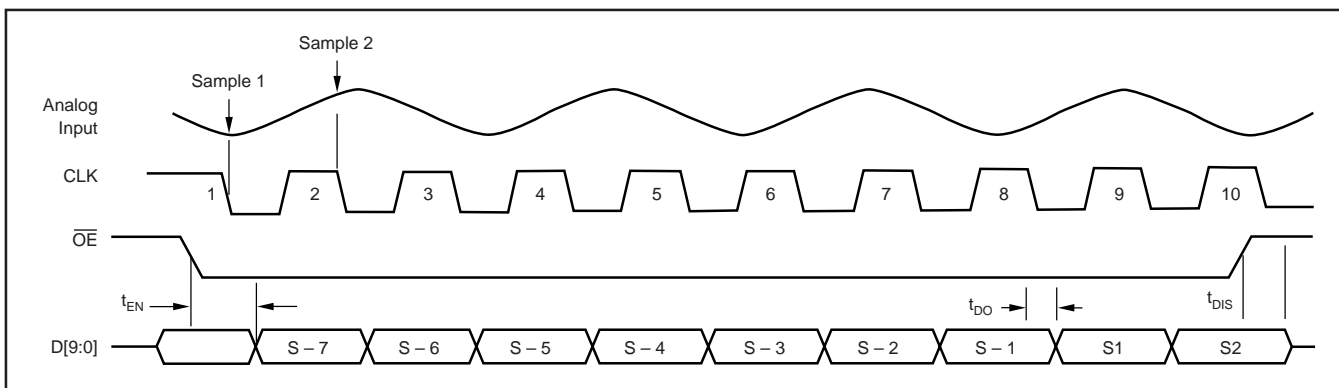 Sample 2
Sample 1
Analog
Input
CLK
1 2 3 4 5 6 7 8 9 10
OE
tEN
tDO
tDIS
D[9:0]
S – 7 S – 6 S – 5 S – 4 S – 3 S – 2 S – 1 S1 S2